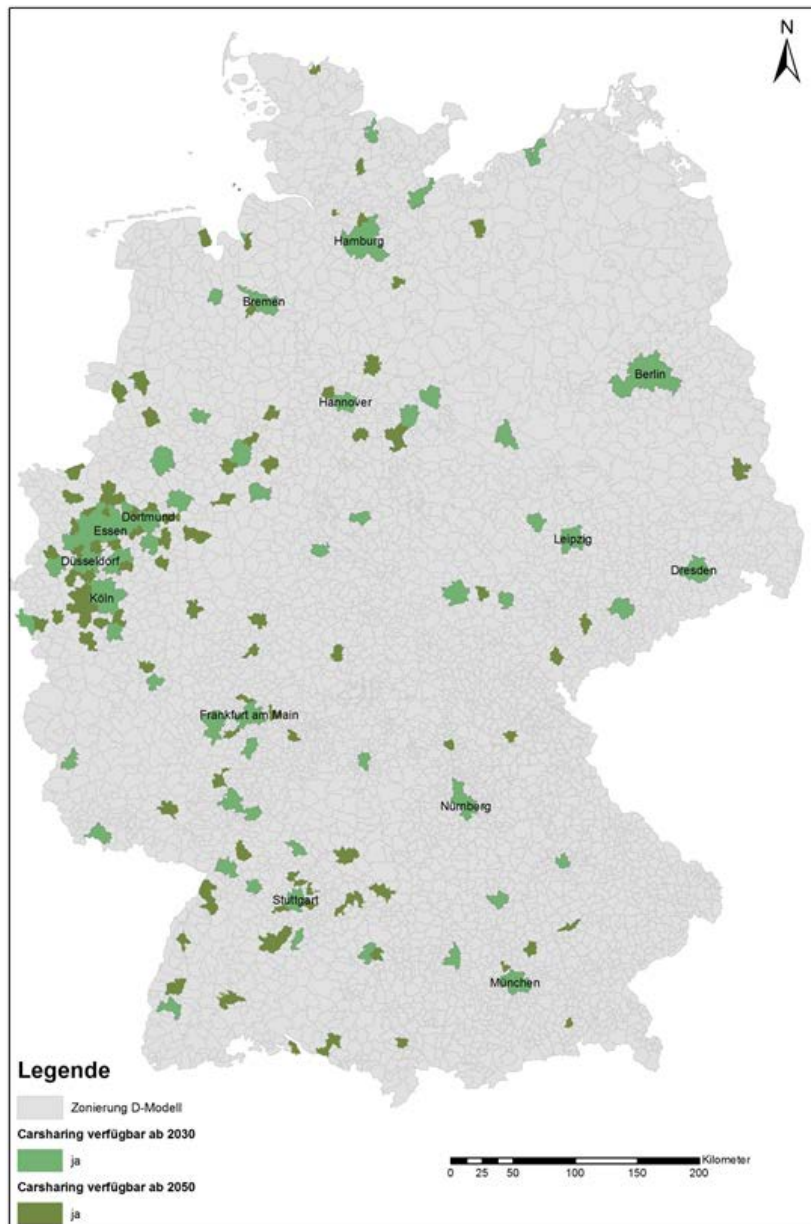 N
Hamburg
Bremen
Berlin
Hannover
Dortmund
Essen
Leipzig
Düsseldorf
Dresden
Köln
Frankfurt am Main
Nürnberg
Stuttgart
München
Legende
Zonierung D-Modell
Carsharing verfügbar ab 2030
ja
Carsharing verfügbar ab 2050
ja
Kilometer
0 25 50 100 150 200